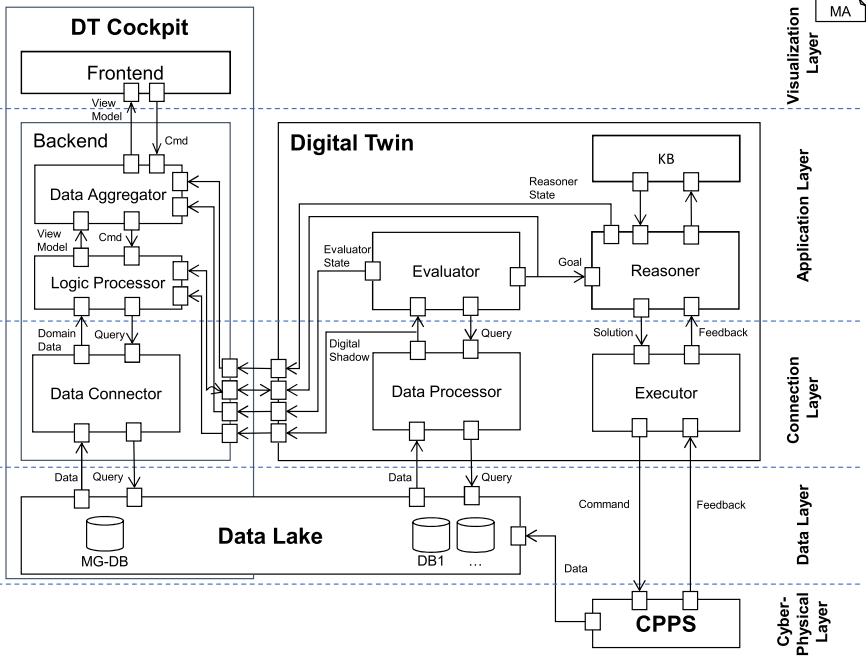 MA
DT Cockpit
Visualization
Layer
Frontend
View
Model
Cmd
Backend
Digital Twin
KB
Application Layer
Data Aggregator
Reasoner
State
View
Model
Cmd
Evaluator
State
Evaluator
Goal
Reasoner
Logic Processor
Domain
Data
Query
Digital
Shadow
Query
Solution
Feedback
Data Connector
Data Processor
Executor
Connection
Layer
Data
Query
Data
Query
Command
Feedback
Data Layer
Data Lake
MG-DB
DB1
...
Data
CPPS
Cyber-
Physical
Layer